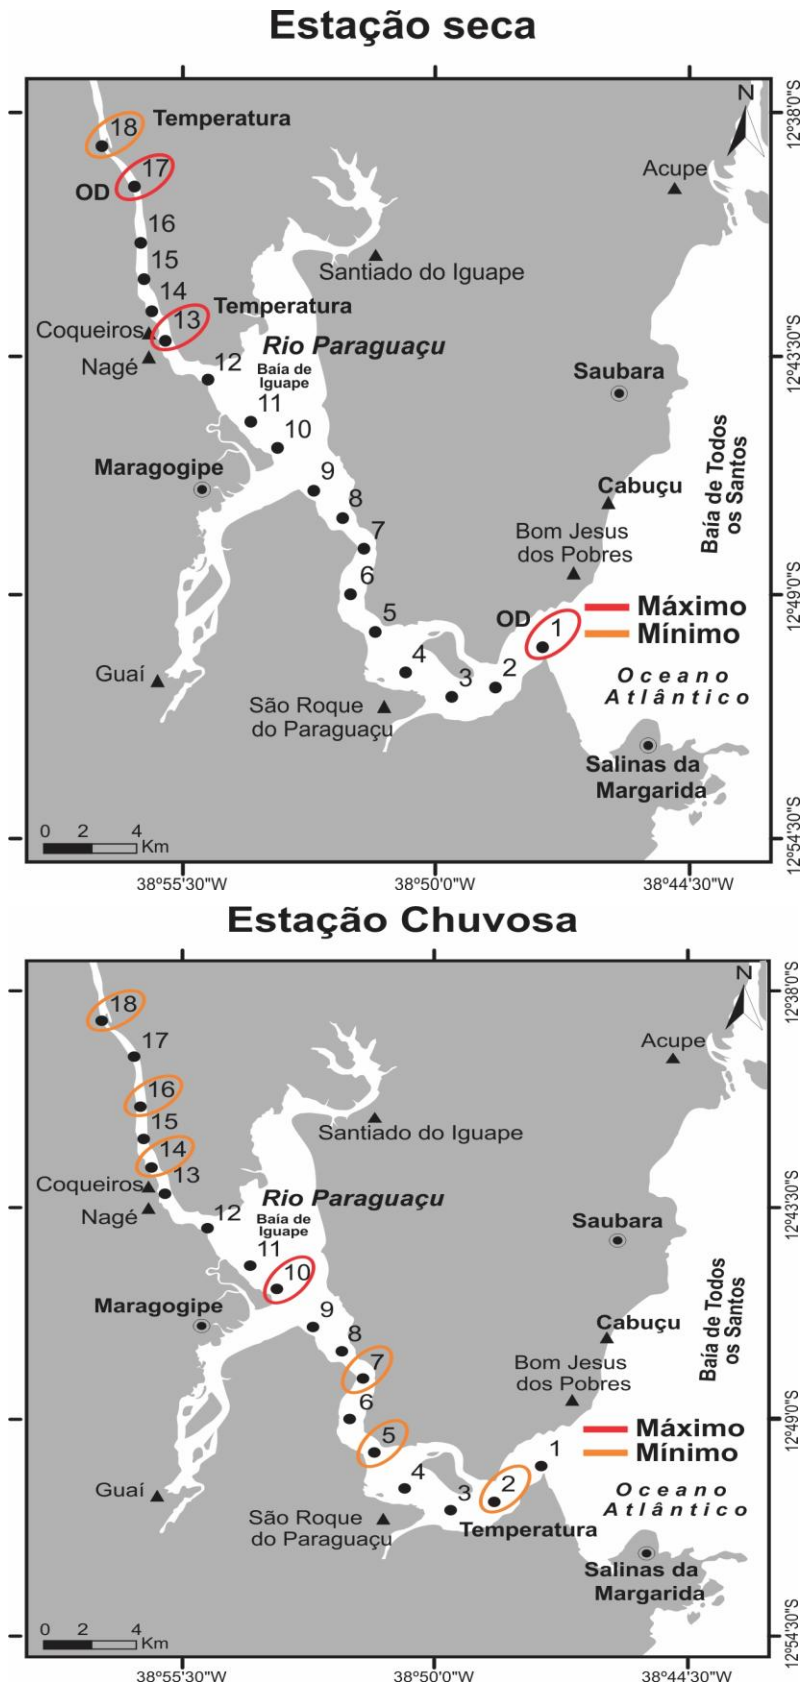 Estação seca
N
12°38'0"S
18
Temperatura
17
OD
Acupe
16
15
Santiado do Iguape
14
Temperatura
13
Coqueiros
Rio Paraguaçu
12°43'30"S
Nagé
12
Baía de
Iguape
Saubara
11
10
Maragogipe
9
Cabuçu
Baía de Todos
os Santos
8
Bom Jesus
dos Pobres
7
6
12°49'0"S
5
OD
1
Máximo
Mínimo
4
2
3
Oceano
Atlântico
Guaí
São Roque
do Paraguaçu
Salinas da
Margarida
0 2 4
Km
12°54'30"S
38°55'30"W
38°50'0"W
38°44'30"W
Estação Chuvosa
N
12°38'0"S
18
17
Acupe
16
15
Santiado do Iguape
14
13
Coqueiros
Rio Paraguaçu
12°43'30"S
Nagé
12
Baía de
Iguape
Saubara
11
10
Maragogipe
9
Cabuçu
Baía de Todos
os Santos
8
7
Bom Jesus
dos Pobres
6
12°49'0"S
5
1
Máximo
Mínimo
4
2
3
Oceano
Atlântico
Guaí
São Roque
do Paraguaçu
Temperatura
Salinas da
Margarida
0 2 4
Km
12°54'30"S
38°55'30"W
38°50'0"W
38°44'30"W